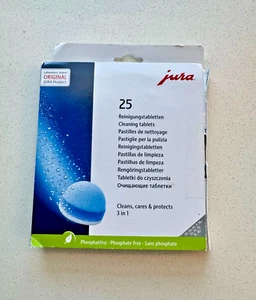 Laboratory tested
ORIGINAL
JURA Product
jura
25
Reinigungstabletten
Cleaning tablets
Pastilles de nettoyage
Pastiglie per la pulizia
Reinigingstabletten
Pastillas de limpieza
Pastilhas de limpeza
Rengöringstabletter
Tabletki do czyszczenia
Очищающие таблетки
Cleans, cares & protects
3 in 1
Phosphatfrei - Phosphate free - Sans phosphate